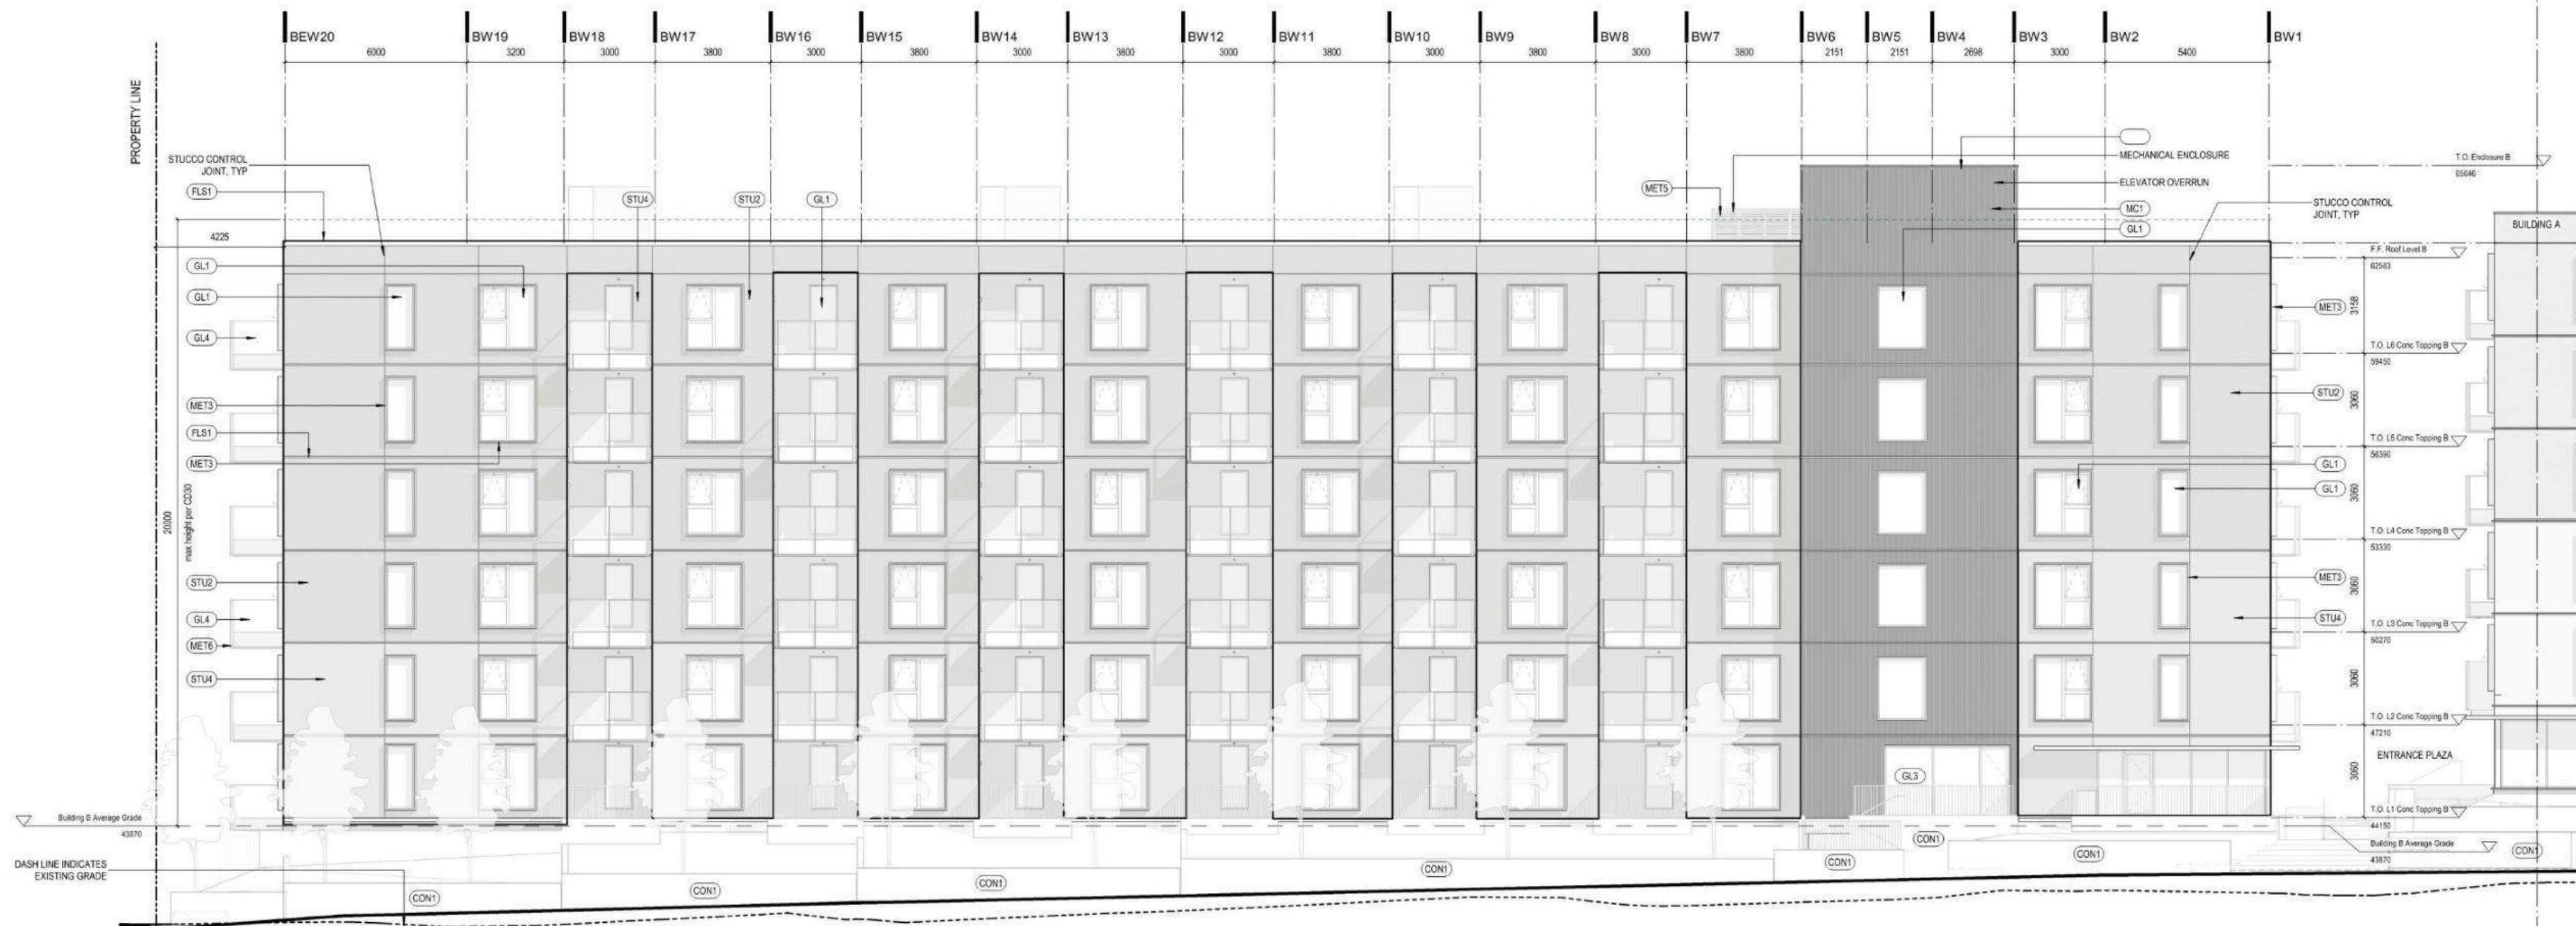 BEW20
BW19
BW18
BW17
BW16
BW15
BW14
BW13
BW12
BW11
BW10
BW9
BW8
BW7
BW6
BW5
BW4
BW3
BW2
BW1
6000
3200
3000
3800
3000
3800
3000
3800
3000
3800
3000
3800
3000
3800
2151
2151
2698
3000
5400
PROPERTY LINE
STUCCO CONTROL
JOINT, TYP
FLS1
4225
GL1
GL1
GL4
MET3
FLS1
MET3
20000
max height per CD30
STU2
GL4
MET6
STU4
Building B Average Grade
43870
DASH LINE INDICATES
EXISTING GRADE
STU4
STU2
GL1
MET5
MECHANICAL ENCLOSURE
ELEVATOR OVERRUN
MC1
GL1
STUCCO CONTROL
JOINT, TYP
T.O. Enclosure B
65646
BUILDING A
F.F. Roof Level B
62583
MET3
3158
T.O. L6 Conc Topping B
59450
STU2
3060
T.O. L5 Conc Topping B
56390
GL1
GL1
3060
T.O. L4 Conc Topping B
53330
MET3
3060
STU4
T.O. L3 Conc Topping B
50270
3060
T.O. L2 Conc Topping B
47210
ENTRANCE PLAZA
3060
GL3
T.O. L1 Conc Topping B
44150
Building B Average Grade
43870
CON1
CON1
CON1
CON1
CON1
CON1
CON1
CON1